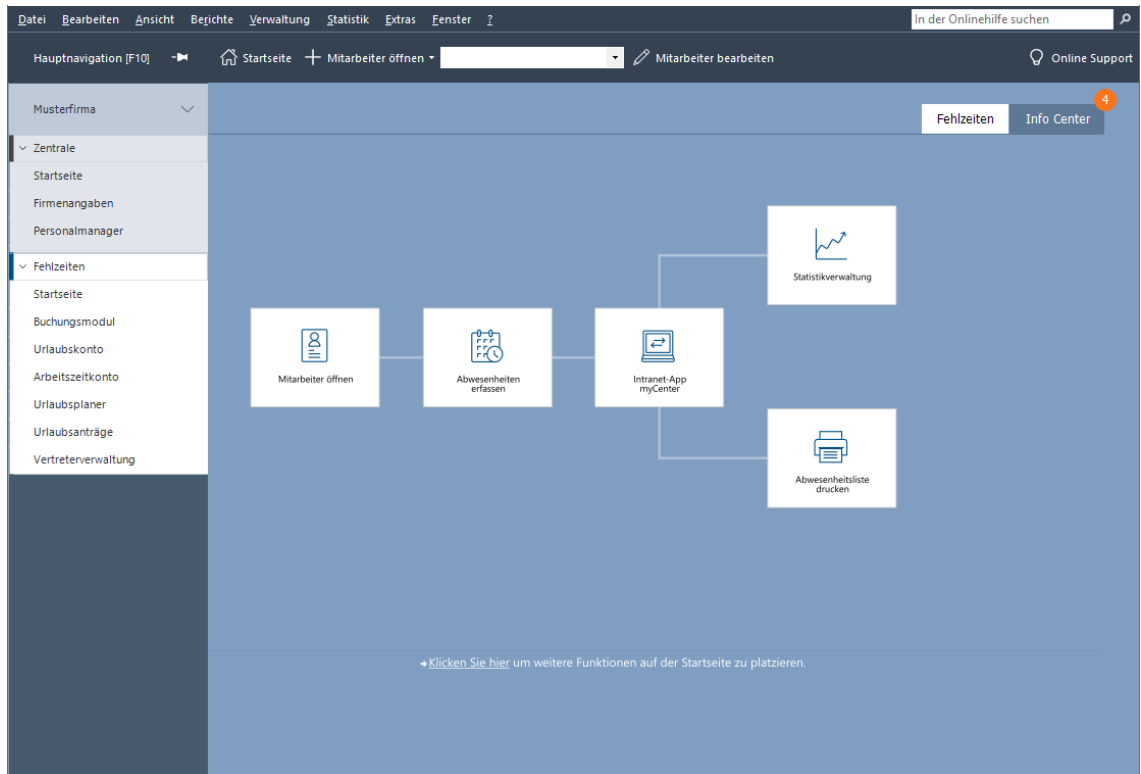 Datei Bearbeiten Ansicht Berichte Verwaltung Statistik Extras Fenster ?
In der Onlinehilfe suchen
Hauptnavigation [F10]
Startseite
Mitarbeiter öffnen
Mitarbeiter bearbeiten
Online Support
Musterfirma
4
Fehlzeiten
Info Center
Zentrale
Startseite
Firmenangaben
Personalmanager
Fehlzeiten
Startseite
Buchungsmodul
Urlaubskonto
Arbeitszeitkonto
Urlaubsplaner
Urlaubsanträge
Vertreterverwaltung
Mitarbeiter öffnen
Abwesenheiten
erfassen
Intranet-App
myCenter
Statistikverwaltung
Abwesenheitsliste
drucken
Klicken Sie hier um weitere Funktionen auf der Startseite zu platzieren.